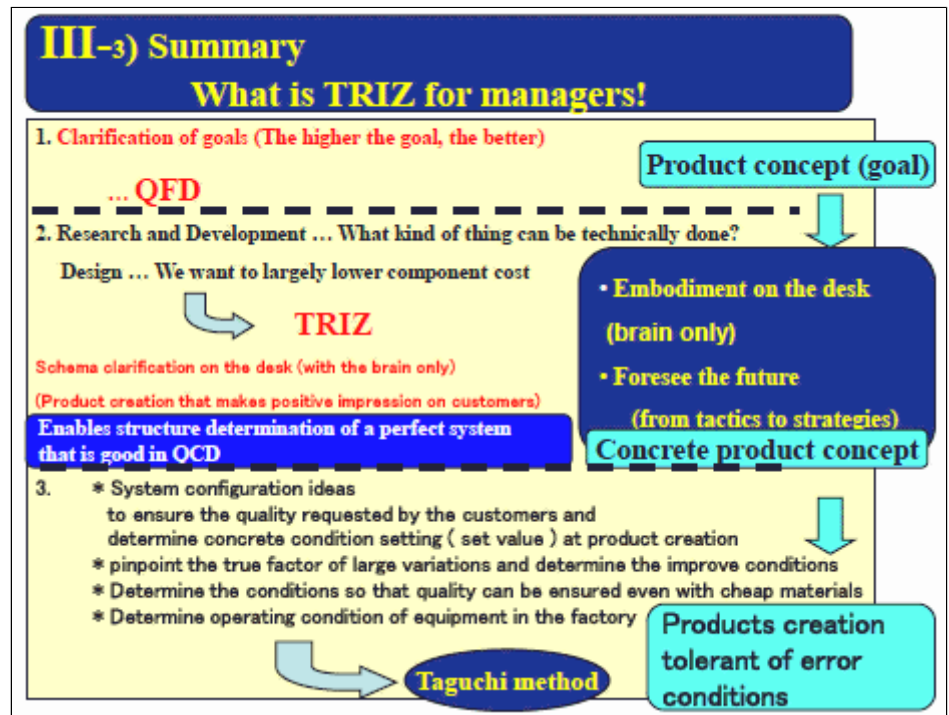 III-3) Summary
What is TRIZ for managers!
1. Clarification of goals (The higher the goal, the better)
... QFD
Product concept (goal)
2. Research and Development ... What kind of thing can be technically done?
Design ... We want to largely lower component cost
TRIZ
Schema clarification on the desk (with the brain only)
(Product creation that makes positive impression on customers)
Enables structure determination of a perfect system
that is good in QCD
• Embodiment on the desk
(brain only)
• Foresee the future
(from tactics to strategies)
Concrete product concept
3. * System configuration ideas
to ensure the quality requested by the customers and
determine concrete condition setting ( set value ) at product creation
* pinpoint the true factor of large variations and determine the improve conditions
* Determine the conditions so that quality can be ensured even with cheap materials
* Determine operating condition of equipment in the factory
Taguchi method
Products creation
tolerant of error
conditions